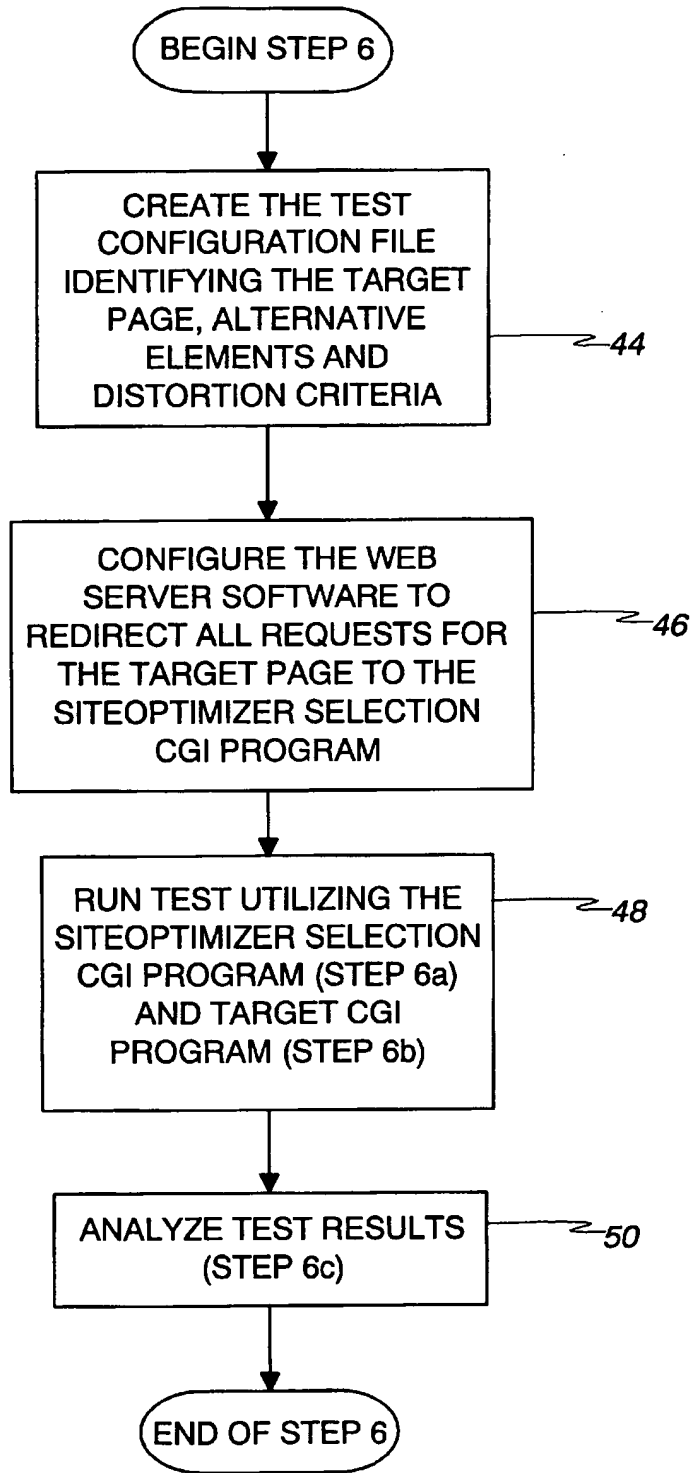 BEGIN STEP 6
CREATE THE TEST
CONFIGURATION FILE
IDENTIFYING THE TARGET
PAGE, ALTERNATIVE
ELEMENTS AND
DISTORTION CRITERIA
44
CONFIGURE THE WEB
SERVER SOFTWARE TO
REDIRECT ALL REQUESTS FOR
THE TARGET PAGE TO THE
SITEOPTIMIZER SELECTION
CGI PROGRAM
46
RUN TEST UTILIZING THE
SITEOPTIMIZER SELECTION
CGI PROGRAM (STEP 6a)
AND TARGET CGI
PROGRAM (STEP 6b)
48
ANALYZE TEST RESULTS
(STEP 6c)
50
END OF STEP 6